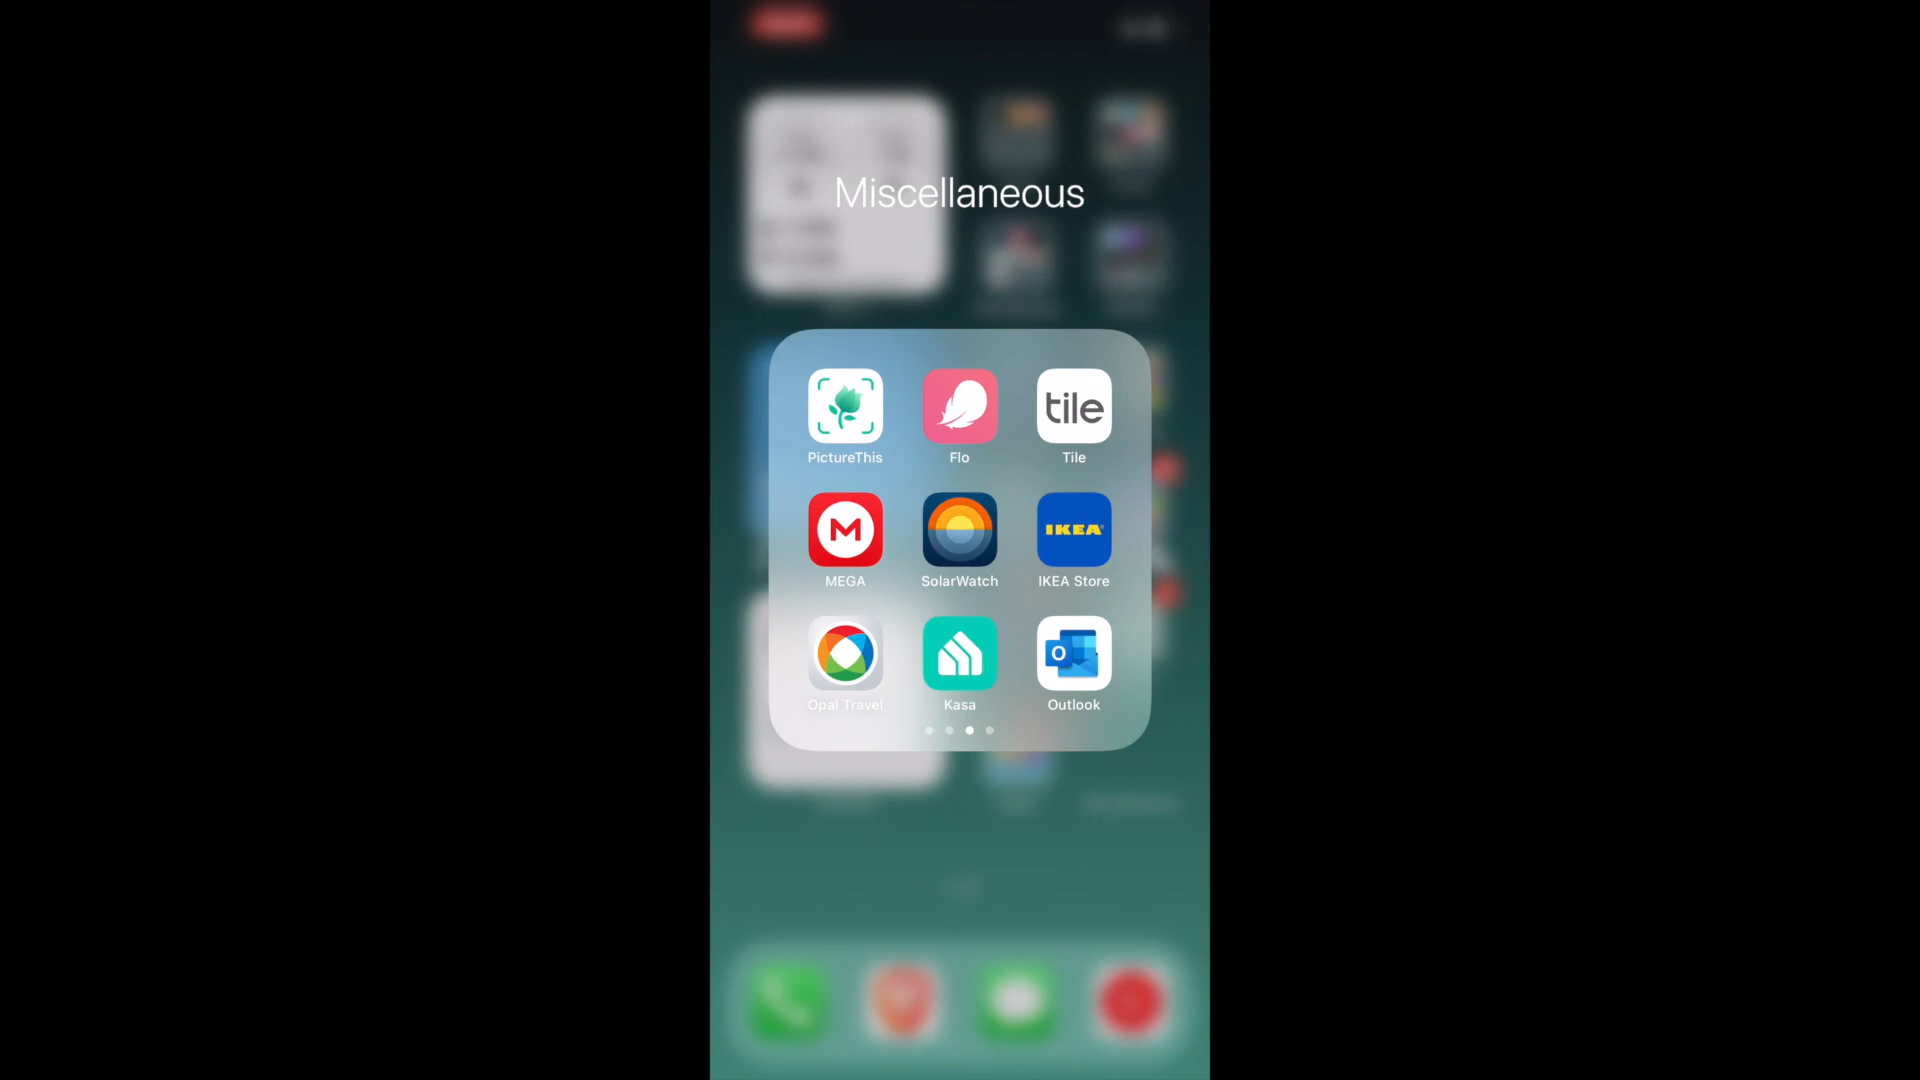 Miscellaneous
tile
PictureThis
Flo
Tile
M
IKEA
MEGA
SolarWatch
IKEA Store
O
Opal Travel
Kasa
Outlook